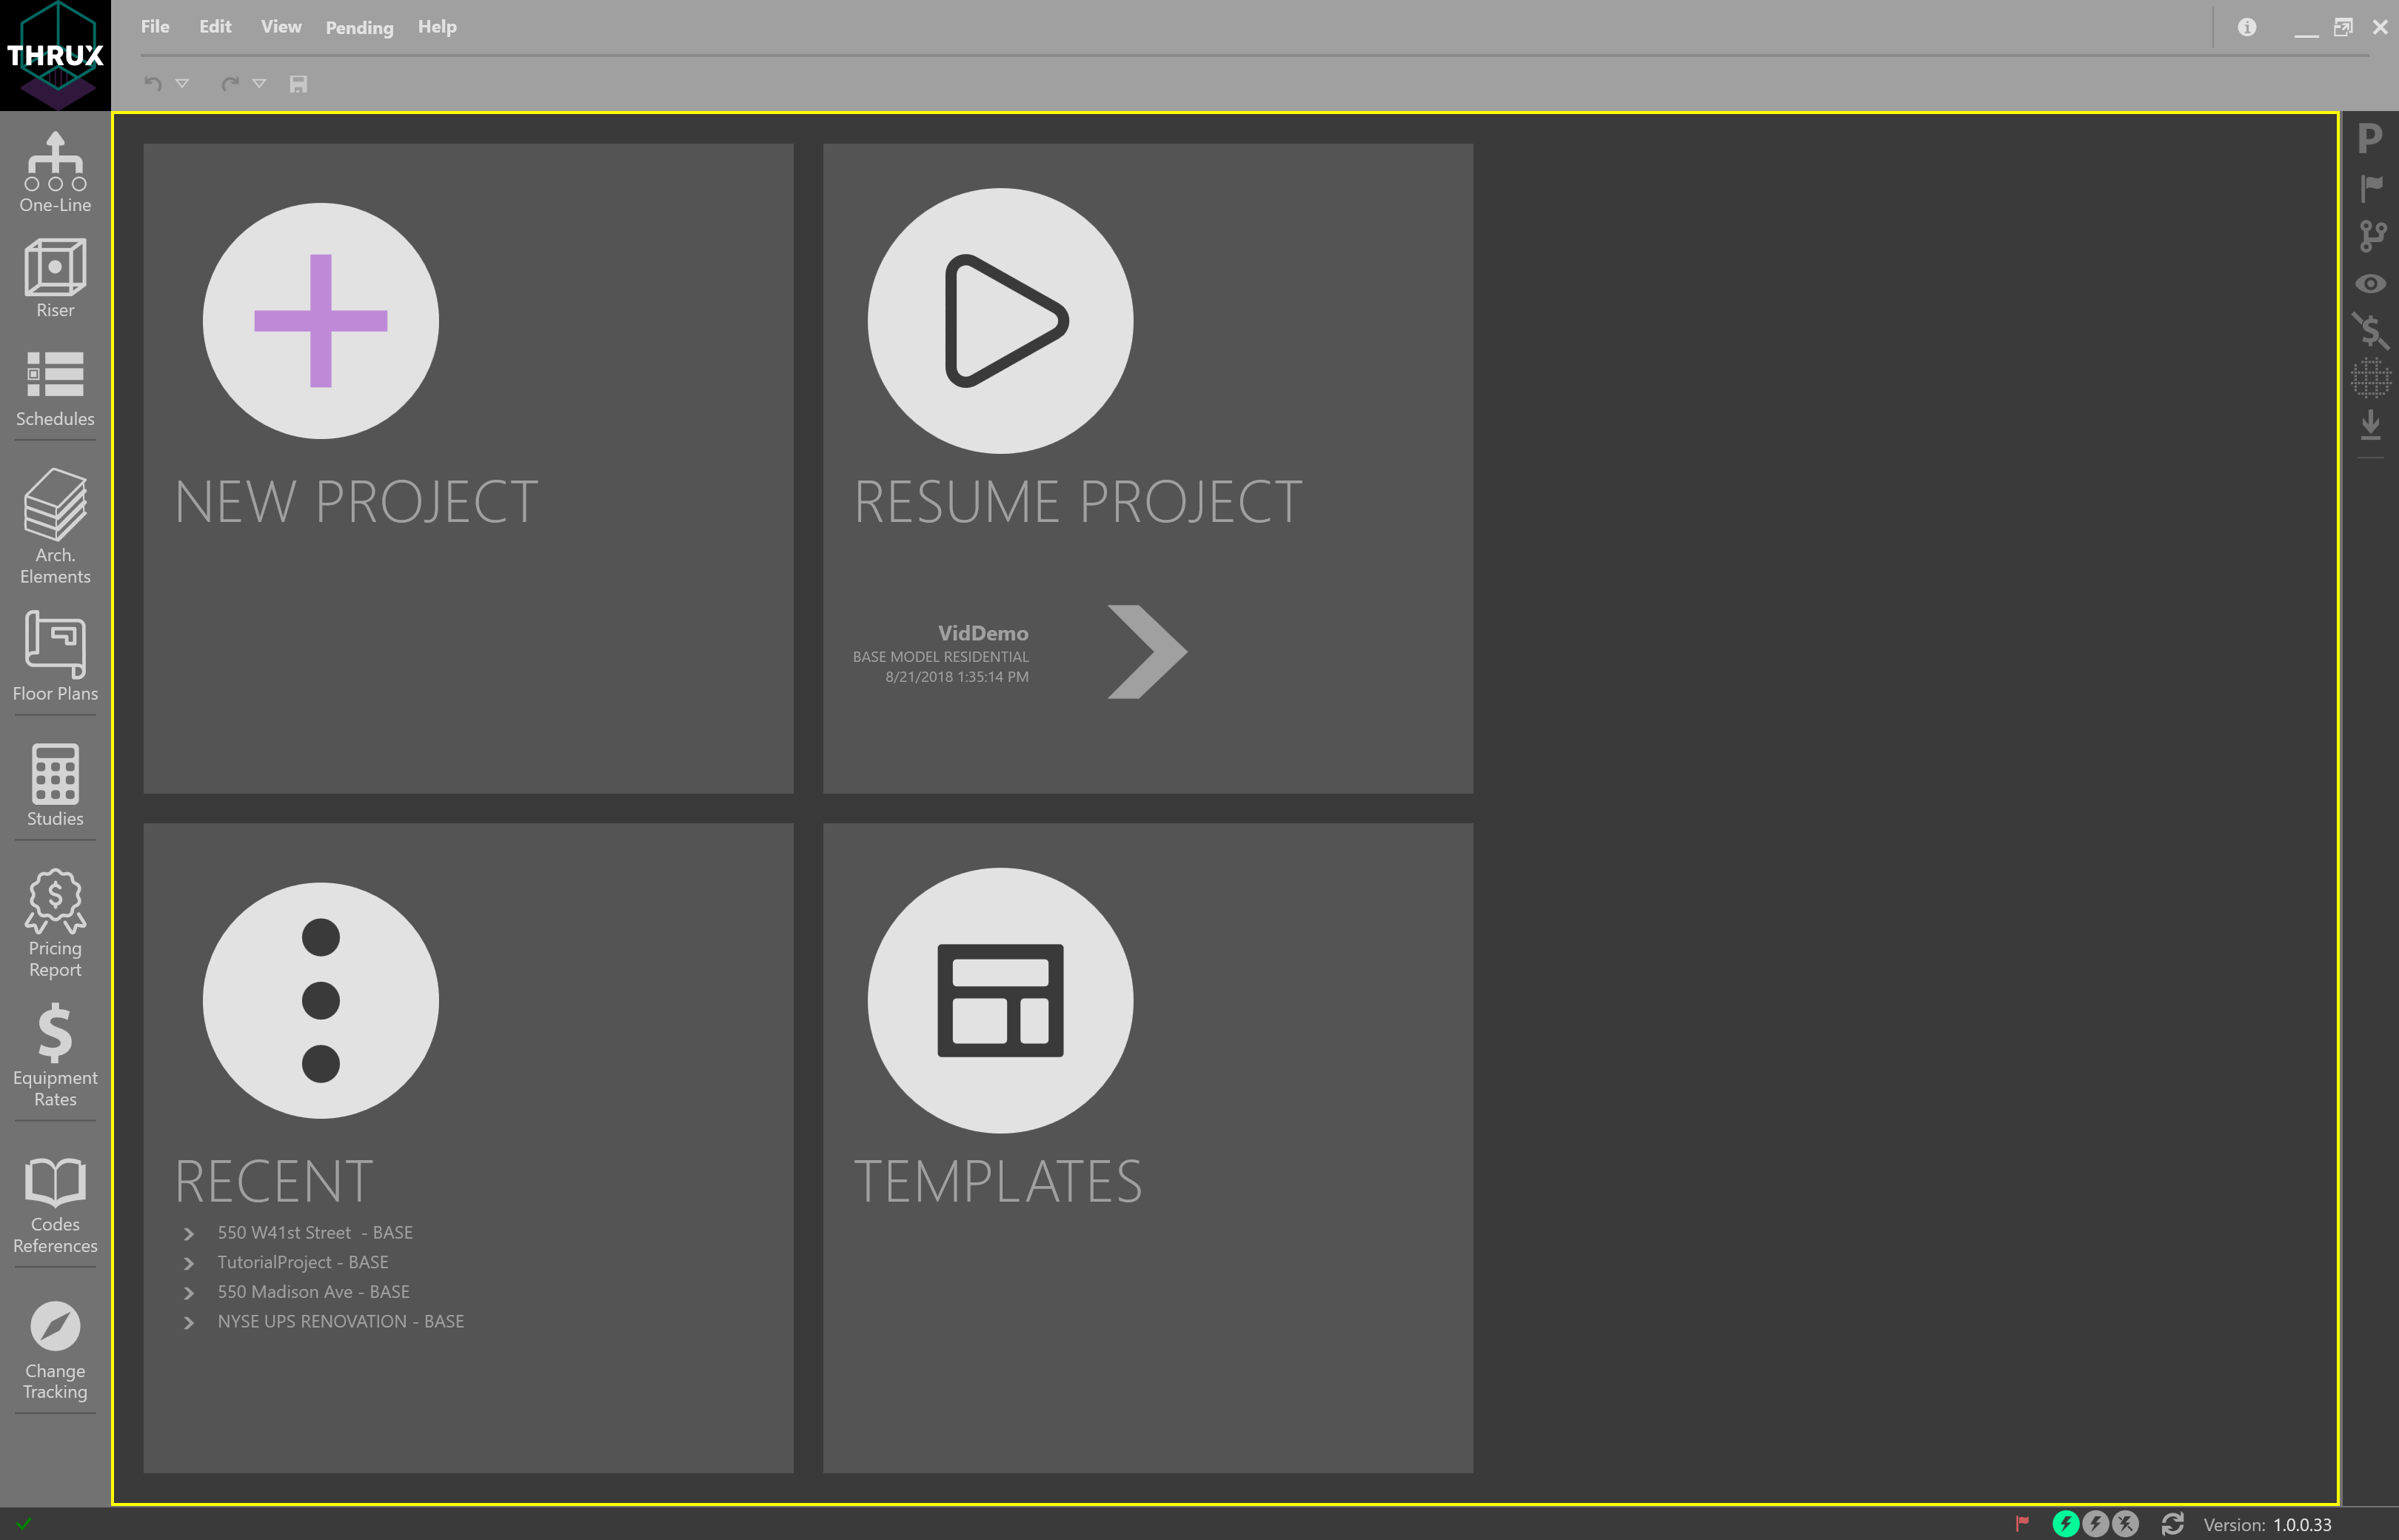 THRUX
File Edit View Pending Help
One-Line
Riser
Schedules
Arch.
Elements
Floor Plans
Studies
Pricing
Report
Equipment
Rates
Codes
References
Change
Tracking
NEW PROJECT
RESUME PROJECT
VidDemo
BASE MODEL RESIDENTIAL
8/21/2018 1:35:14 PM
RECENT
550 W41st Street - BASE
TutorialProject - BASE
550 Madison Ave - BASE
NYSE UPS RENOVATION - BASE
TEMPLATES
P
Version: 1.0.0.33